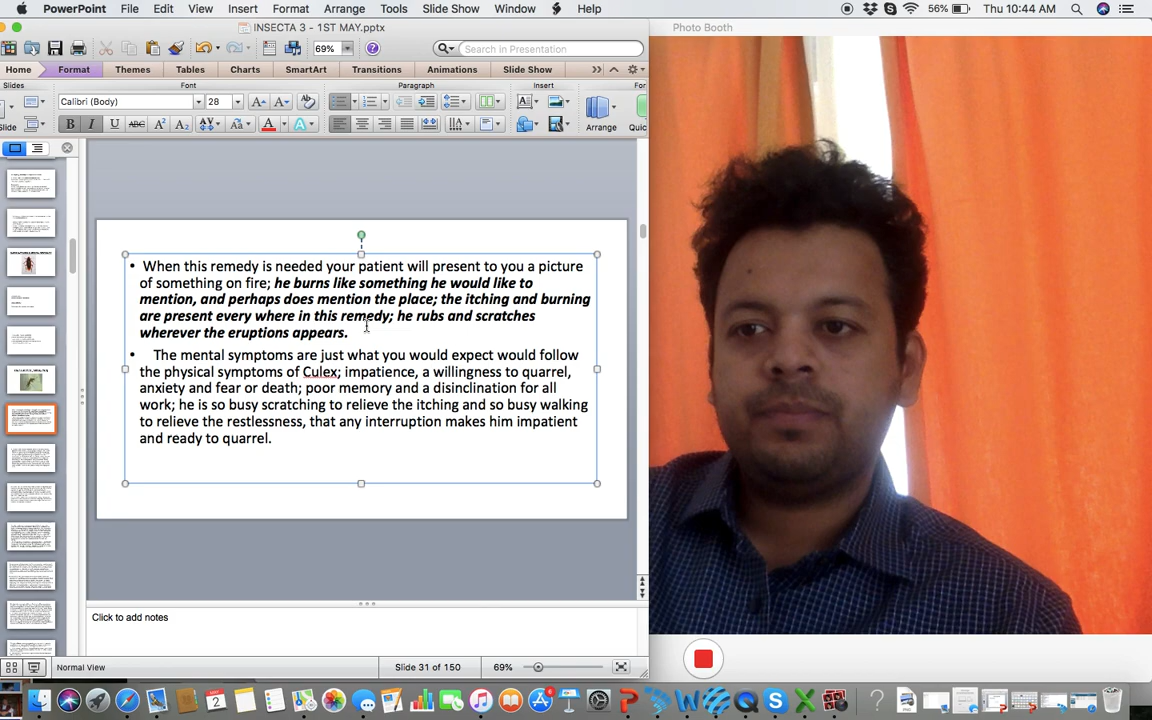 PowerPoint File Edit View Insert Format Arrange Tools Slide Show Window Help 56% Thu 10:44 AM
INSECTA 3 - 1ST MAY.pptx
Photo Booth
69% Search in Presentation
Home Format Themes Tables Charts SmartArt Transitions Animations Slide Show
Slides Font Paragraph Insert
Calibri (Body) 28
Arrange
B I U ABC A² A₂ Aa A A
• When this remedy is needed your patient will present to you a picture
of something on fire; he burns like something he would like to
mention, and perhaps does mention the place; the itching and burning
are present every where in this remedy; he rubs and scratches
wherever the eruptions appears.
• The mental symptoms are just what you would expect would follow
the physical symptoms of Culex; impatience, a willingness to quarrel,
anxiety and fear or death; poor memory and a disinclination for all
work; he is so busy scratching to relieve the itching and so busy walking
to relieve the restlessness, that any interruption makes him impatient
and ready to quarrel.
Click to add notes
Normal View Slide 31 of 150 69%